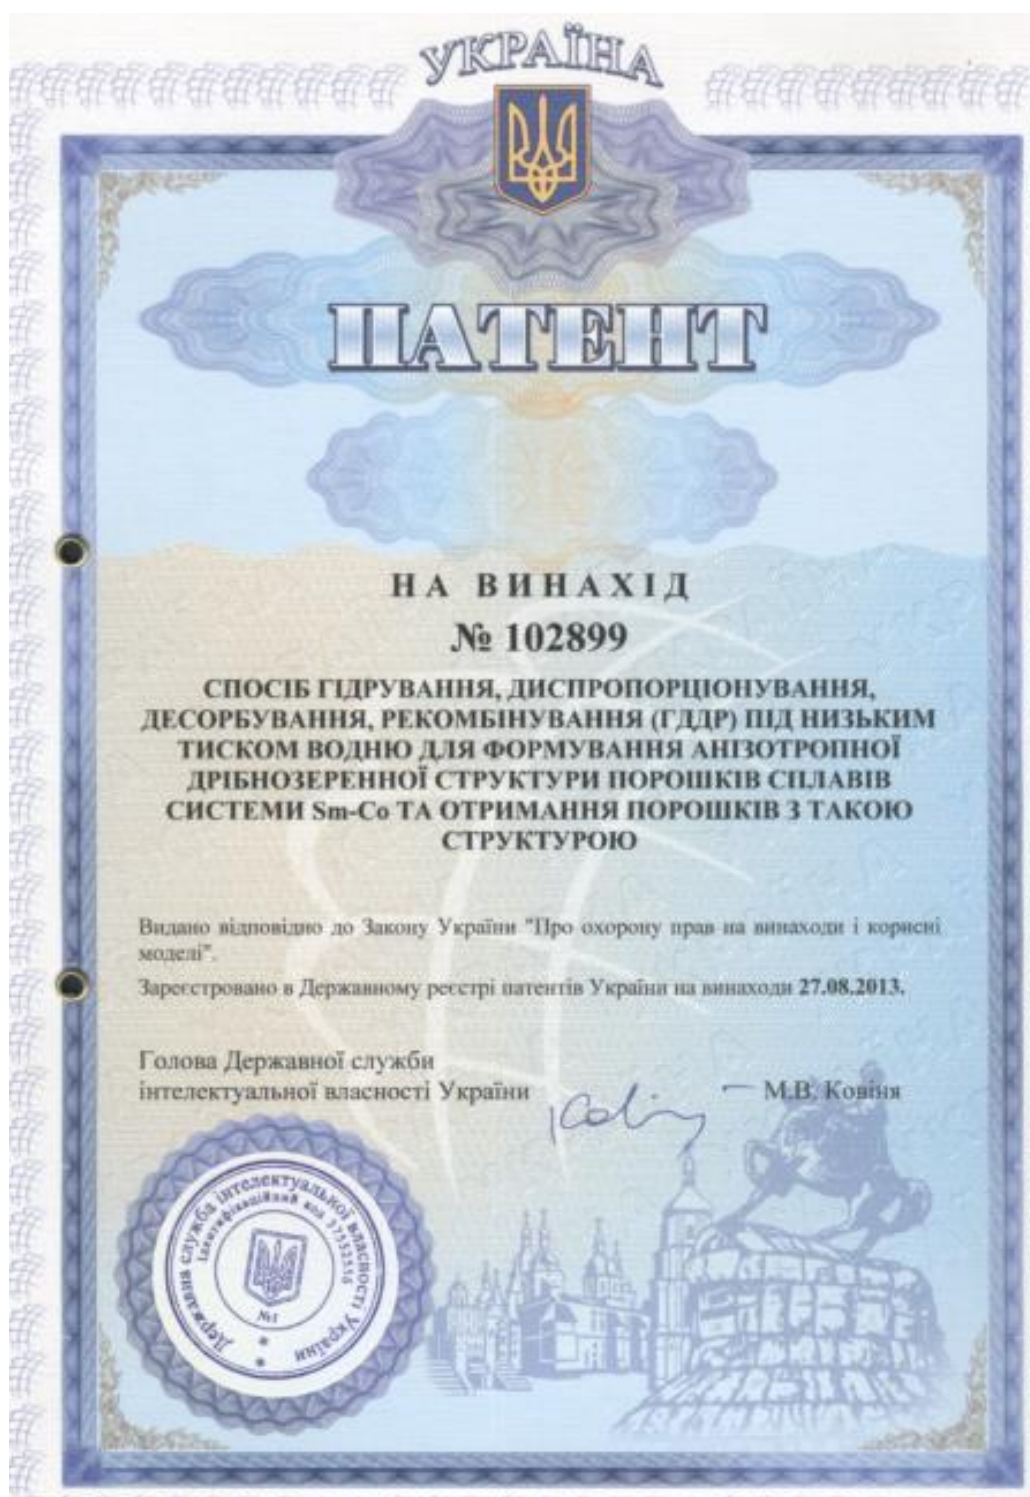 УКРАЇНА
ПАТЕНТ
НА ВИНАХІД
№ 102899
СПОСІБ ГІДРУВАННЯ, ДИСПРОПОРЦІОНУВАННЯ,
ДЕСОРБУВАННЯ, РЕКОМБІНУВАННЯ (ГДДР) ПІД НИЗЬКИМ
ТИСКОМ ВОДНЮ ДЛЯ ФОРМУВАННЯ АНІЗОТРОПНОЇ
ДРІБНОЗЕРЕННОЇ СТРУКТУРИ ПОРОШКІВ СПЛАВІВ
СИСТЕМИ Sm-Co ТА ОТРИМАННЯ ПОРОШКІВ З ТАКОЮ
СТРУКТУРОЮ
Видано відповідно до Закону України "Про охорону прав на винаходи і корисні
моделі".
Зареєстровано в Державному реєстрі патентів України на винаходи 27.08.2013.
Голова Державної служби
інтелектуальної власності України
М.В. Ковіня
Державна служба інтелектуальної власності України
Ідентифікаційний код 37552556
№1